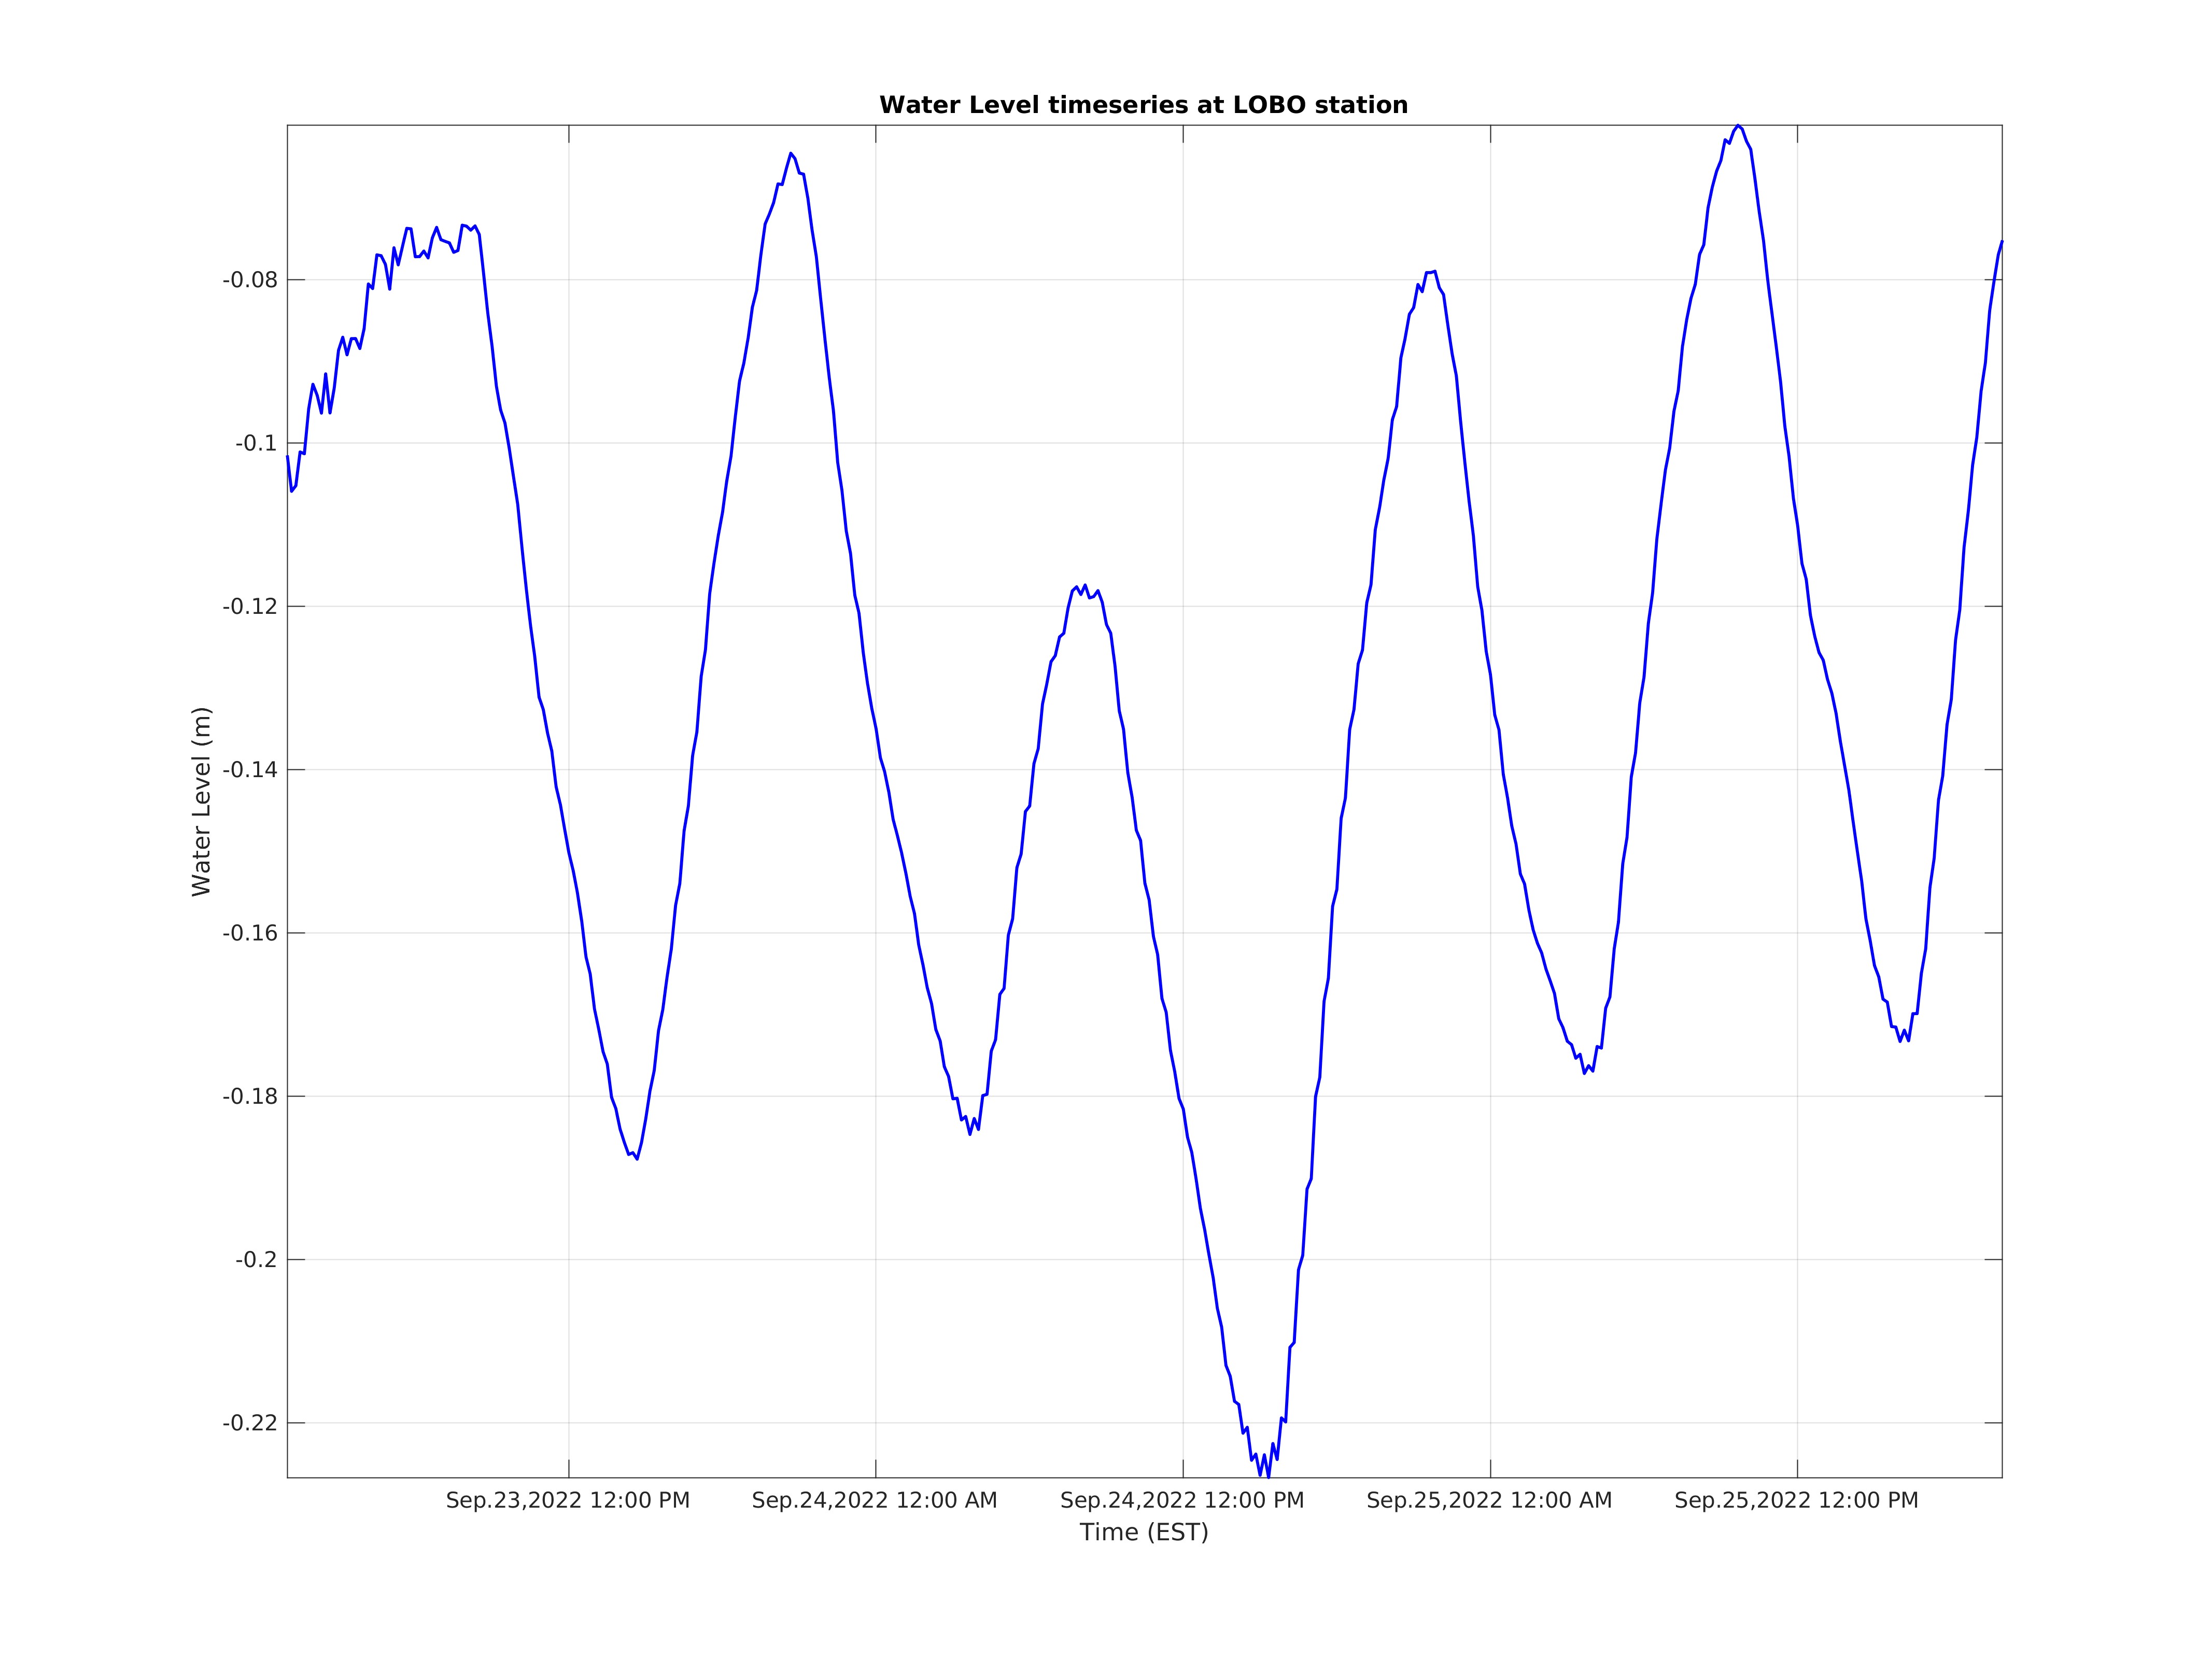 Water Level timeseries at LOBO station
-0.08
-0.1
-0.12
-0.14
-0.16
-0.18
-0.2
-0.22
Water Level (m)
Sep.23,2022 12:00 PM
Sep.24,2022 12:00 AM
Sep.24,2022 12:00 PM
Sep.25,2022 12:00 AM
Sep.25,2022 12:00 PM
Time (EST)